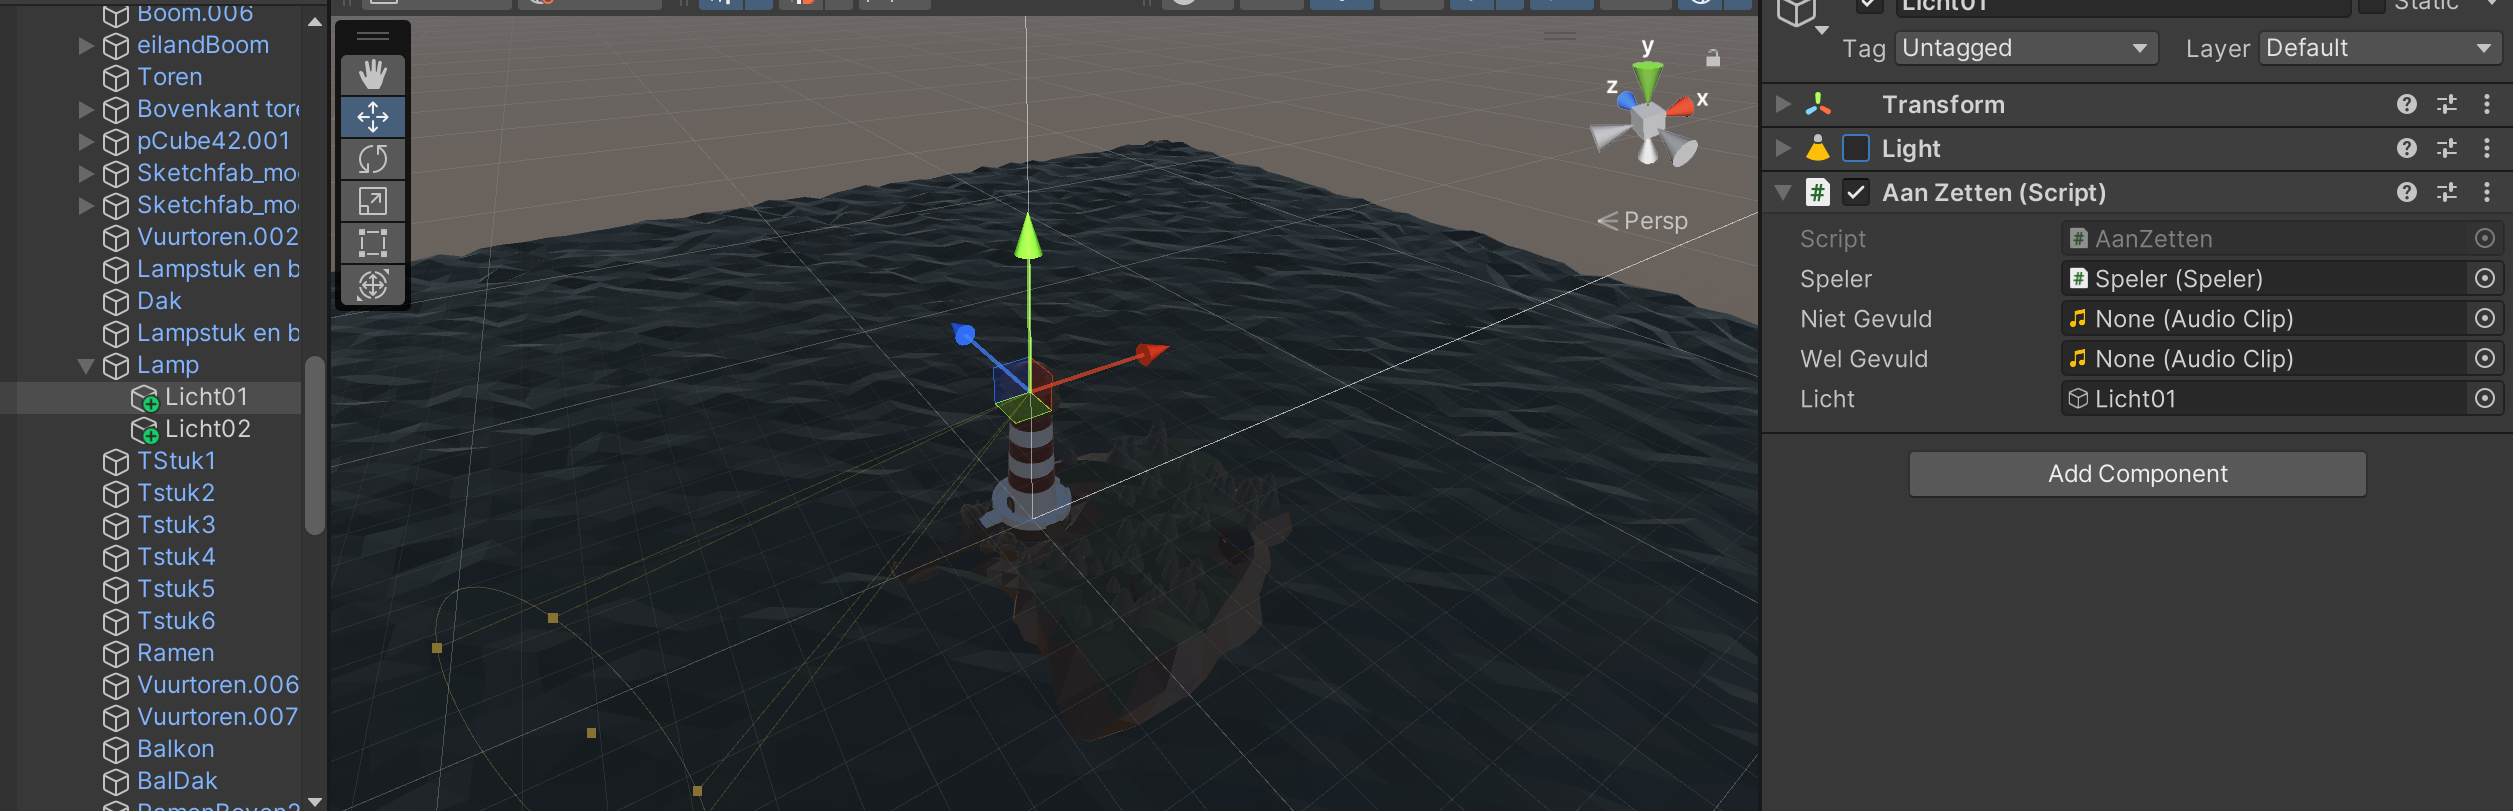 Boom.006
eilandBoom
Toren
Bovenkant tore
pCube42.001
Sketchfab_mo
Sketchfab_mo
Vuurtoren.002
Lampstuk en b
Dak
Lampstuk en b
Lamp
Licht01
Licht02
TStuk1
Tstuk2
Tstuk3
Tstuk4
Tstuk5
Tstuk6
Ramen
Vuurtoren.006
Vuurtoren.007
Balkon
BalDak
RamenBoven2
y
z
x
Persp
Licht01
Static
Tag Untagged Layer Default
Transform
Light
# Aan Zetten (Script)
Script # AanZetten
Speler # Speler (Speler)
Niet Gevuld None (Audio Clip)
Wel Gevuld None (Audio Clip)
Licht Licht01
Add Component